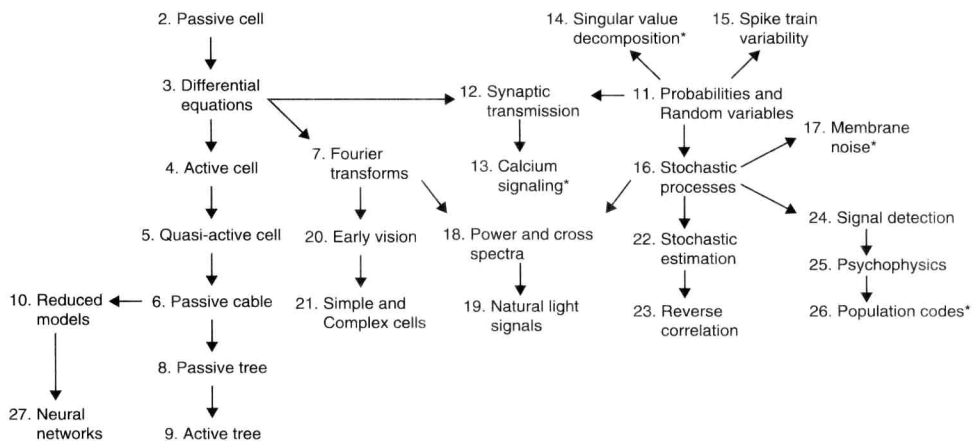 2. Passive cell
14. Singular value
decomposition*
15. Spike train
variability
3. Differential
equations
12. Synaptic
transmission
11. Probabilities and
Random variables
17. Membrane
noise*
4. Active cell
7. Fourier
transforms
13. Calcium
signaling*
16. Stochastic
processes
5. Quasi-active cell
20. Early vision
18. Power and cross
spectra
22. Stochastic
estimation
24. Signal detection
25. Psychophysics
10. Reduced
models
6. Passive cable
21. Simple and
Complex cells
19. Natural light
signals
23. Reverse
correlation
26. Population codes*
8. Passive tree
27. Neural
networks
9. Active tree